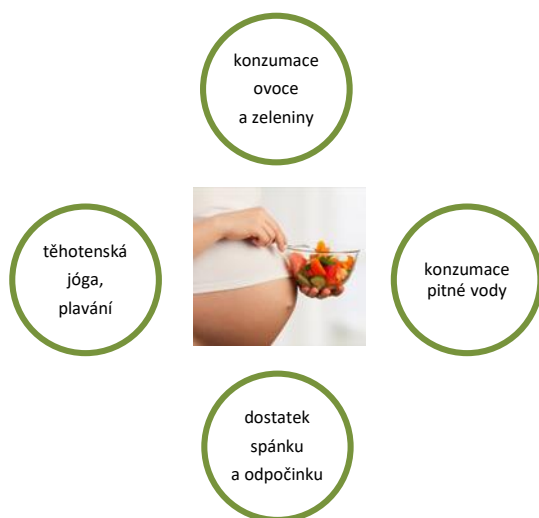 konzumace
ovoce
a zeleniny
těhotenská
jóga,
plavání
konzumace
pitné vody
dostatek
spánku
a odpočinku